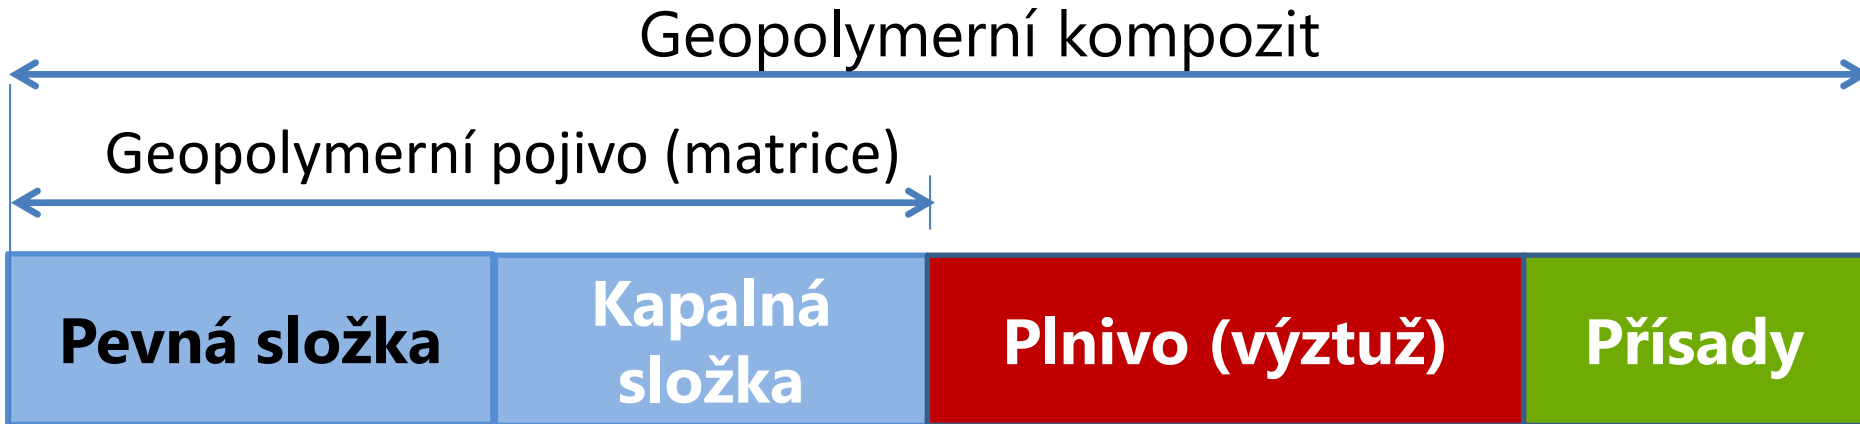 Geopolymerní kompozit
Geopolymerní pojivo (matrice)
Pevná složka
Kapalná
složka
Plnivo (výztuž)
Přísady